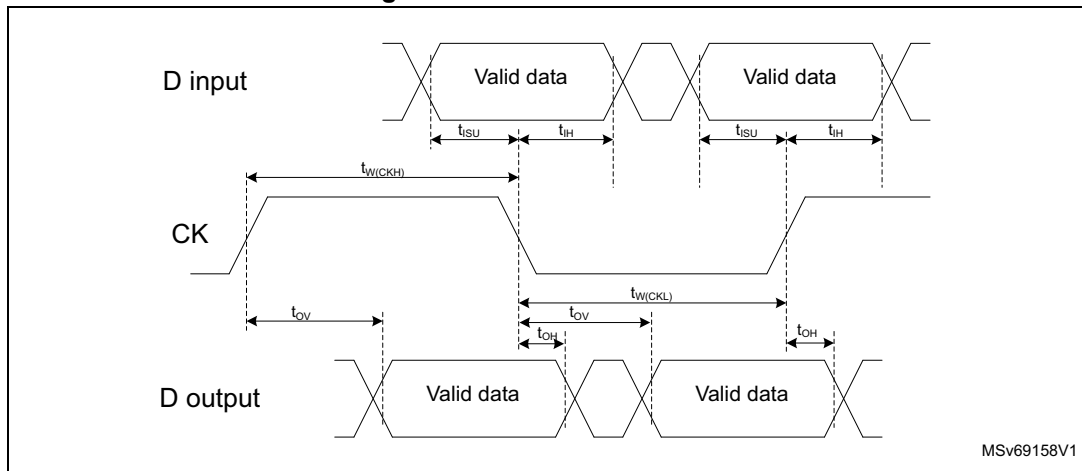 D input
Valid data
Valid data
tISU
tIH
tISU
tIH
tW(CKH)
CK
tW(CKL)
tOV
tOV
tOH
tOH
D output
Valid data
Valid data
MSv69158V1